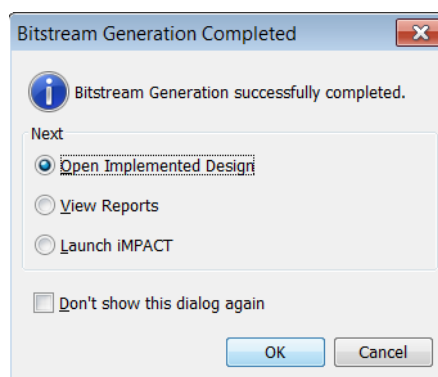 Bitstream Generation Completed
Bitstream Generation successfully completed.
Next
Open Implemented Design
View Reports
Launch iMPACT
Don't show this dialog again
OK
Cancel